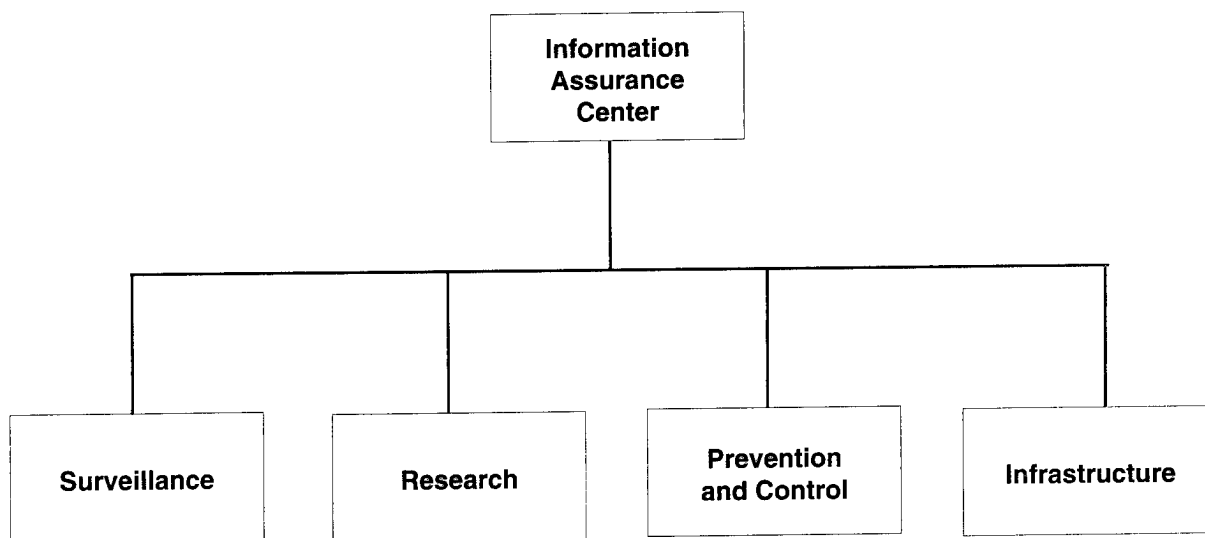 Information
Assurance
Center
Surveillance
Research
Prevention
and Control
Infrastructure